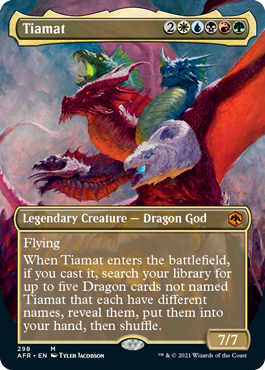 Tiamat 2
Legendary Creature — Dragon God
Flying
When Tiamat enters the battlefield,
if you cast it, search your library for
up to five Dragon cards not named
Tiamat that each have different
names, reveal them, put them into
your hand, then shuffle.
7/7
298 M
AFR • EN Tyler Jacobson ™ & © 2021 Wizards of the Coast